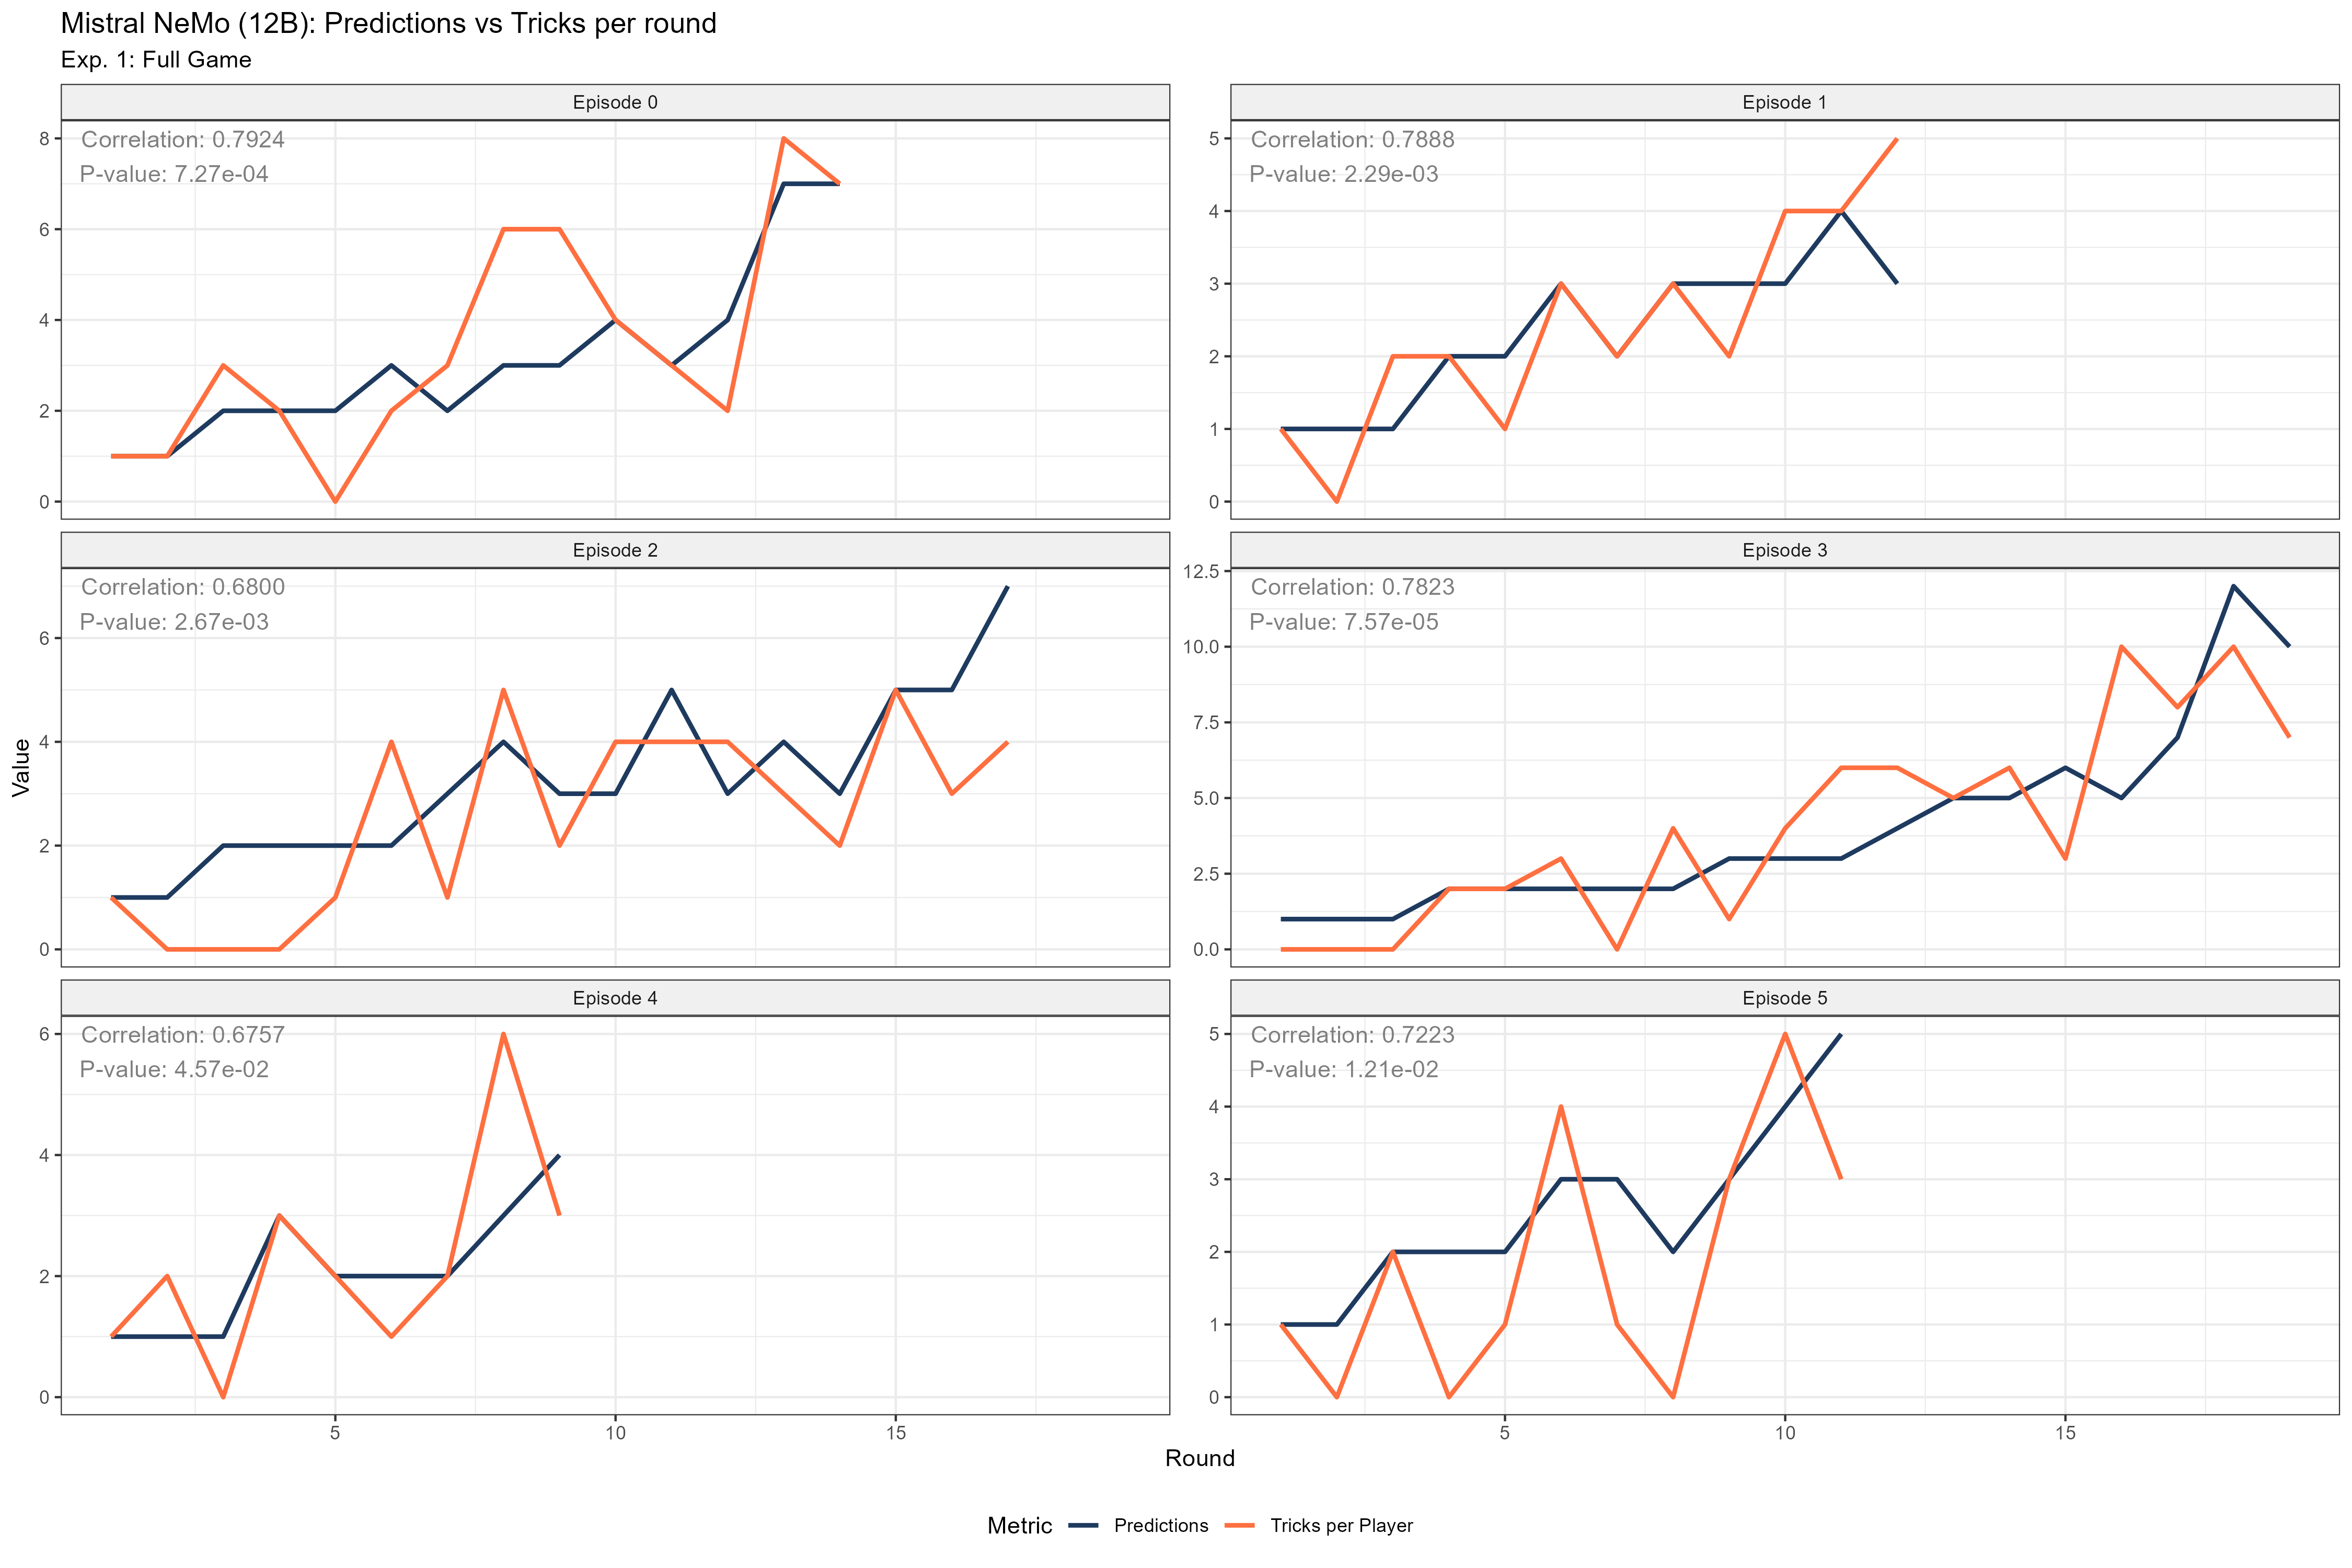 Mistral NeMo (12B): Predictions vs Tricks per round
Exp. 1: Full Game
Episode 0
Correlation: 0.7924
P-value: 7.27e-04
8
6
4
2
0
Episode 1
Correlation: 0.7888
P-value: 2.29e-03
5
4
3
2
1
0
Episode 2
Correlation: 0.6800
P-value: 2.67e-03
6
4
2
0
Episode 3
Correlation: 0.7823
P-value: 7.57e-05
12.5
10.0
7.5
5.0
2.5
0.0
Episode 4
Correlation: 0.6757
P-value: 4.57e-02
6
4
2
0
5 10 15
Episode 5
Correlation: 0.7223
P-value: 1.21e-02
5
4
3
2
1
0
5 10 15
Value
Round
Metric Predictions Tricks per Player